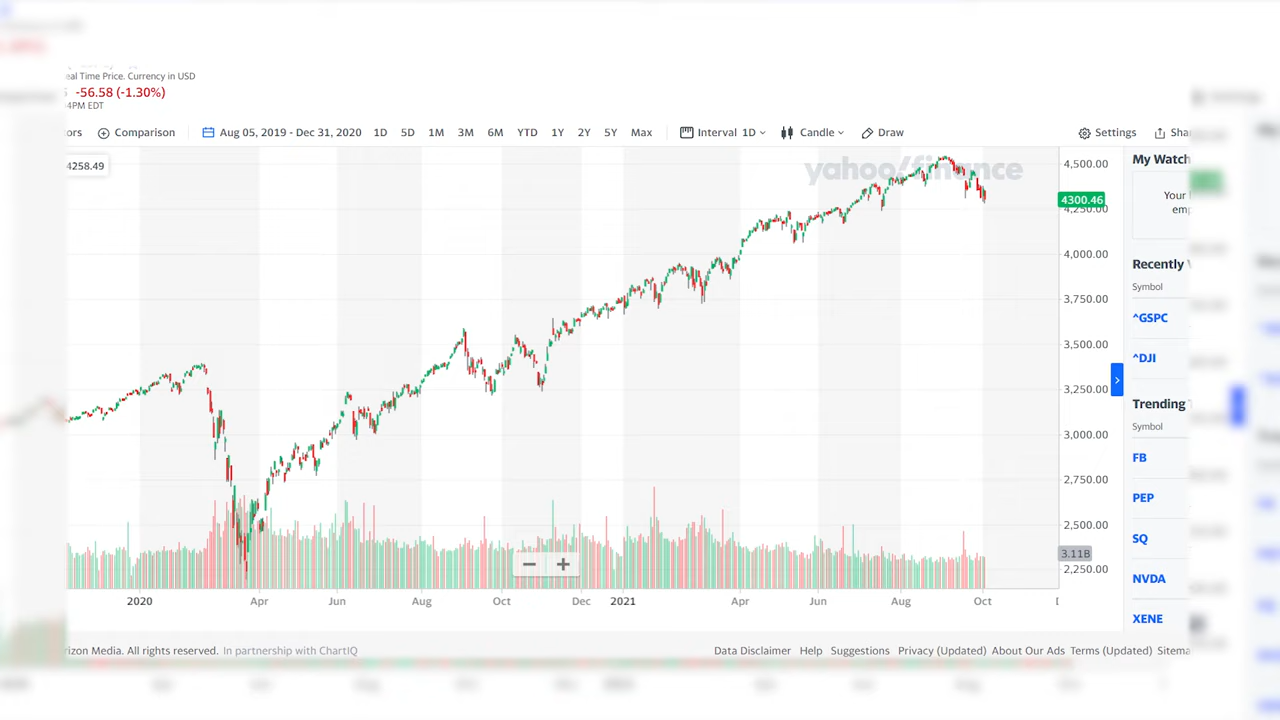 eal Time Price. Currency in USD
-56.58 (-1.30%)
4PM EDT
ors Comparison Aug 05, 2019 - Dec 31, 2020 1D 5D 1M 3M 6M YTD 1Y 2Y 5Y Max Interval 1D Candle Draw Settings Shar
4258.49
yahoo/finance
My Watch
4,500.00
Your
4300.46
4,250.00
emp
4,000.00
Recently
3,750.00
Symbol
^GSPC
3,500.00
^DJI
3,250.00
Trending
Symbol
3,000.00
FB
2,750.00
PEP
2,500.00
SQ
3.11B
2,250.00
NVDA
2020 Apr Jun Aug Oct Dec 2021 Apr Jun Aug Oct
XENE
rizon Media. All rights reserved. In partnership with ChartIQ
Data Disclaimer Help Suggestions Privacy (Updated) About Our Ads Terms (Updated) Sitema